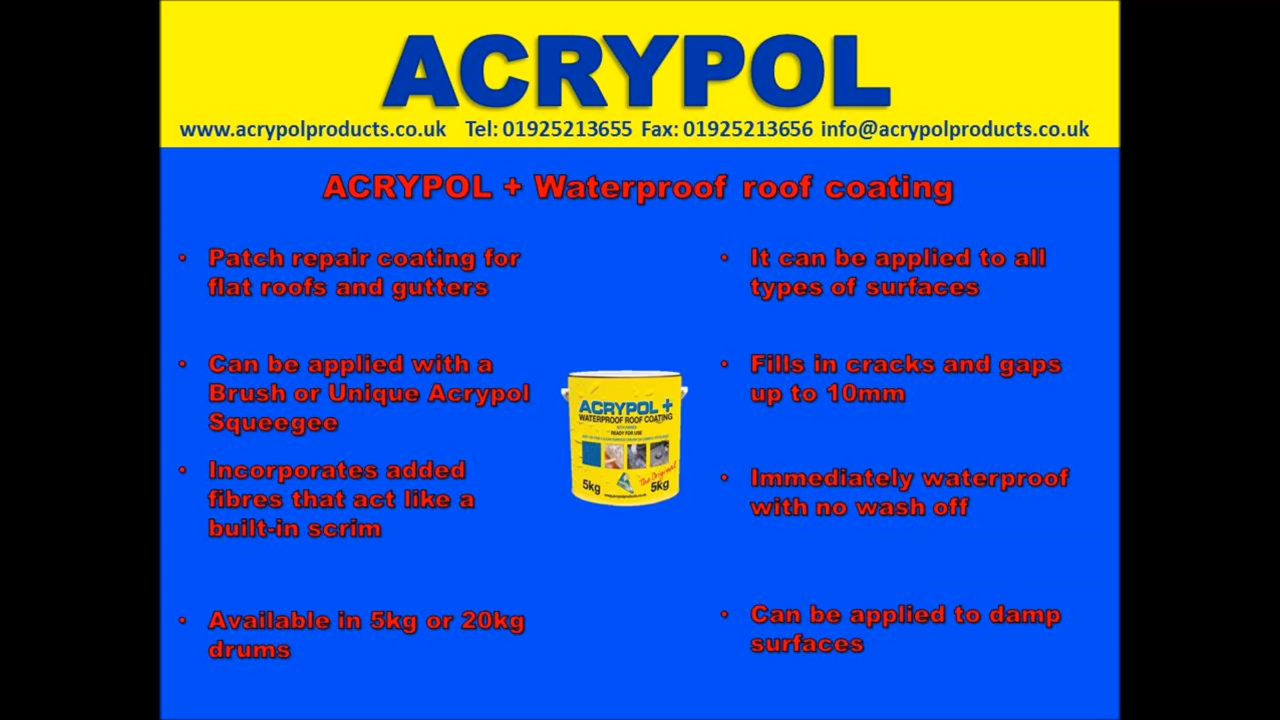 ACRYPOL
www.acrypolproducts.co.uk Tel: 01925213655 Fax: 01925213656 info@acrypolproducts.co.uk
ACRYPOL + Waterproof roof coating
• Patch repair coating for
flat roofs and gutters
• Can be applied with a
Brush or Unique Acrypol
Squeegee
• Incorporates added
fibres that act like a
built-in scrim
• Available in 5kg or 20kg
drums
ACRYPOL +
WATERPROOF ROOF COATING
READY FOR USE
The Original
5kg 5kg
• It can be applied to all
types of surfaces
• Fills in cracks and gaps
up to 10mm
• Immediately waterproof
with no wash off
• Can be applied to damp
surfaces